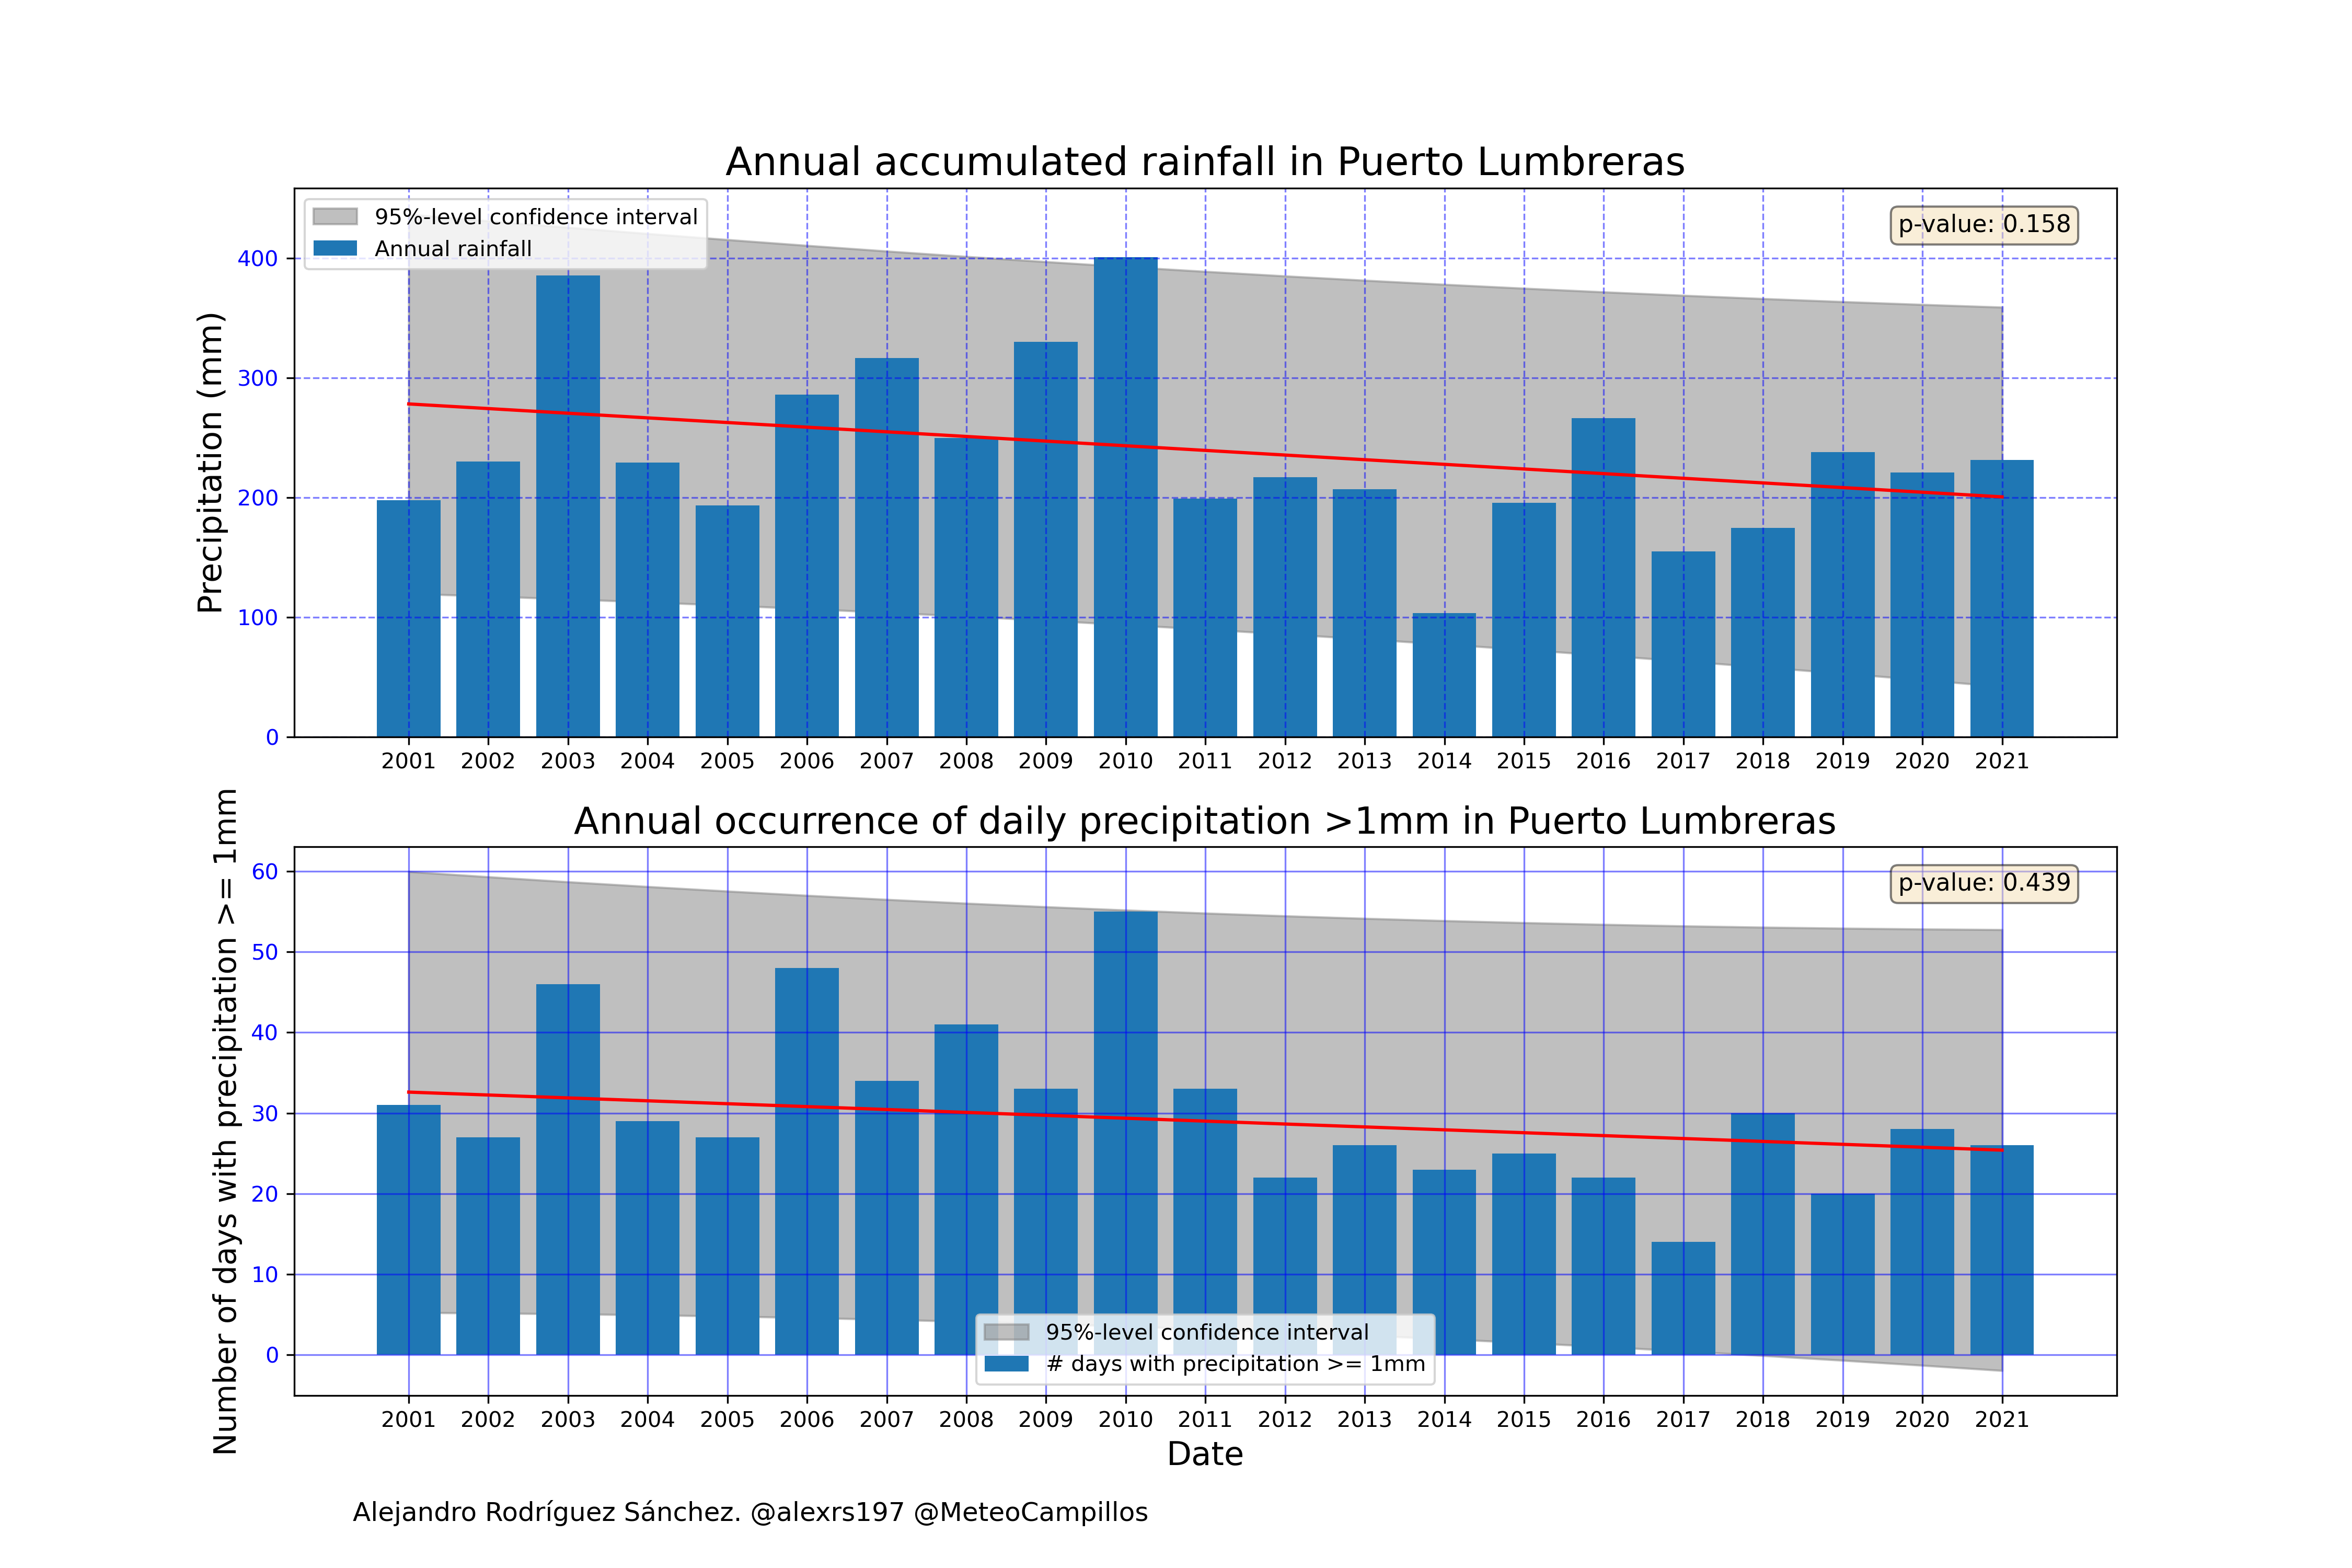 Annual accumulated rainfall in Puerto Lumbreras
95%-level confidence interval
Annual rainfall
p-value: 0.158
Precipitation (mm)
400
300
200
100
0
2001 2002 2003 2004 2005 2006 2007 2008 2009 2010 2011 2012 2013 2014 2015 2016 2017 2018 2019 2020 2021
Annual occurrence of daily precipitation >1mm in Puerto Lumbreras
p-value: 0.439
Number of days with precipitation >= 1mm
60
50
40
30
20
10
0
95%-level confidence interval
# days with precipitation >= 1mm
2001 2002 2003 2004 2005 2006 2007 2008 2009 2010 2011 2012 2013 2014 2015 2016 2017 2018 2019 2020 2021
Date
Alejandro Rodríguez Sánchez. @alexrs197 @MeteoCampillos